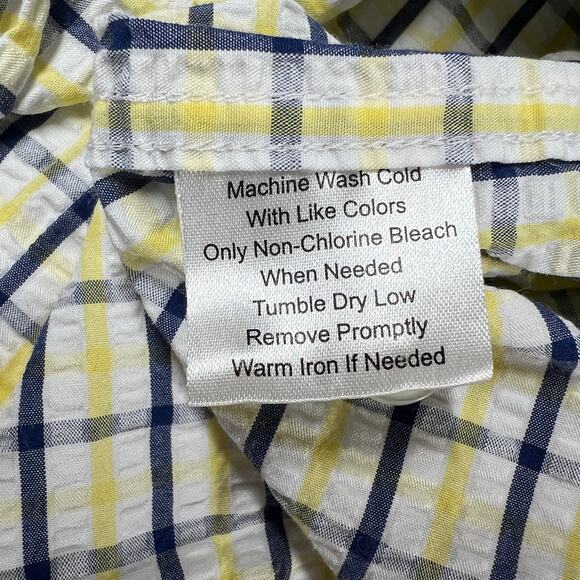 Machine Wash Cold
With Like Colors
Only Non-Chlorine Bleach
When Needed
Tumble Dry Low
Remove Promptly
Warm Iron If Needed